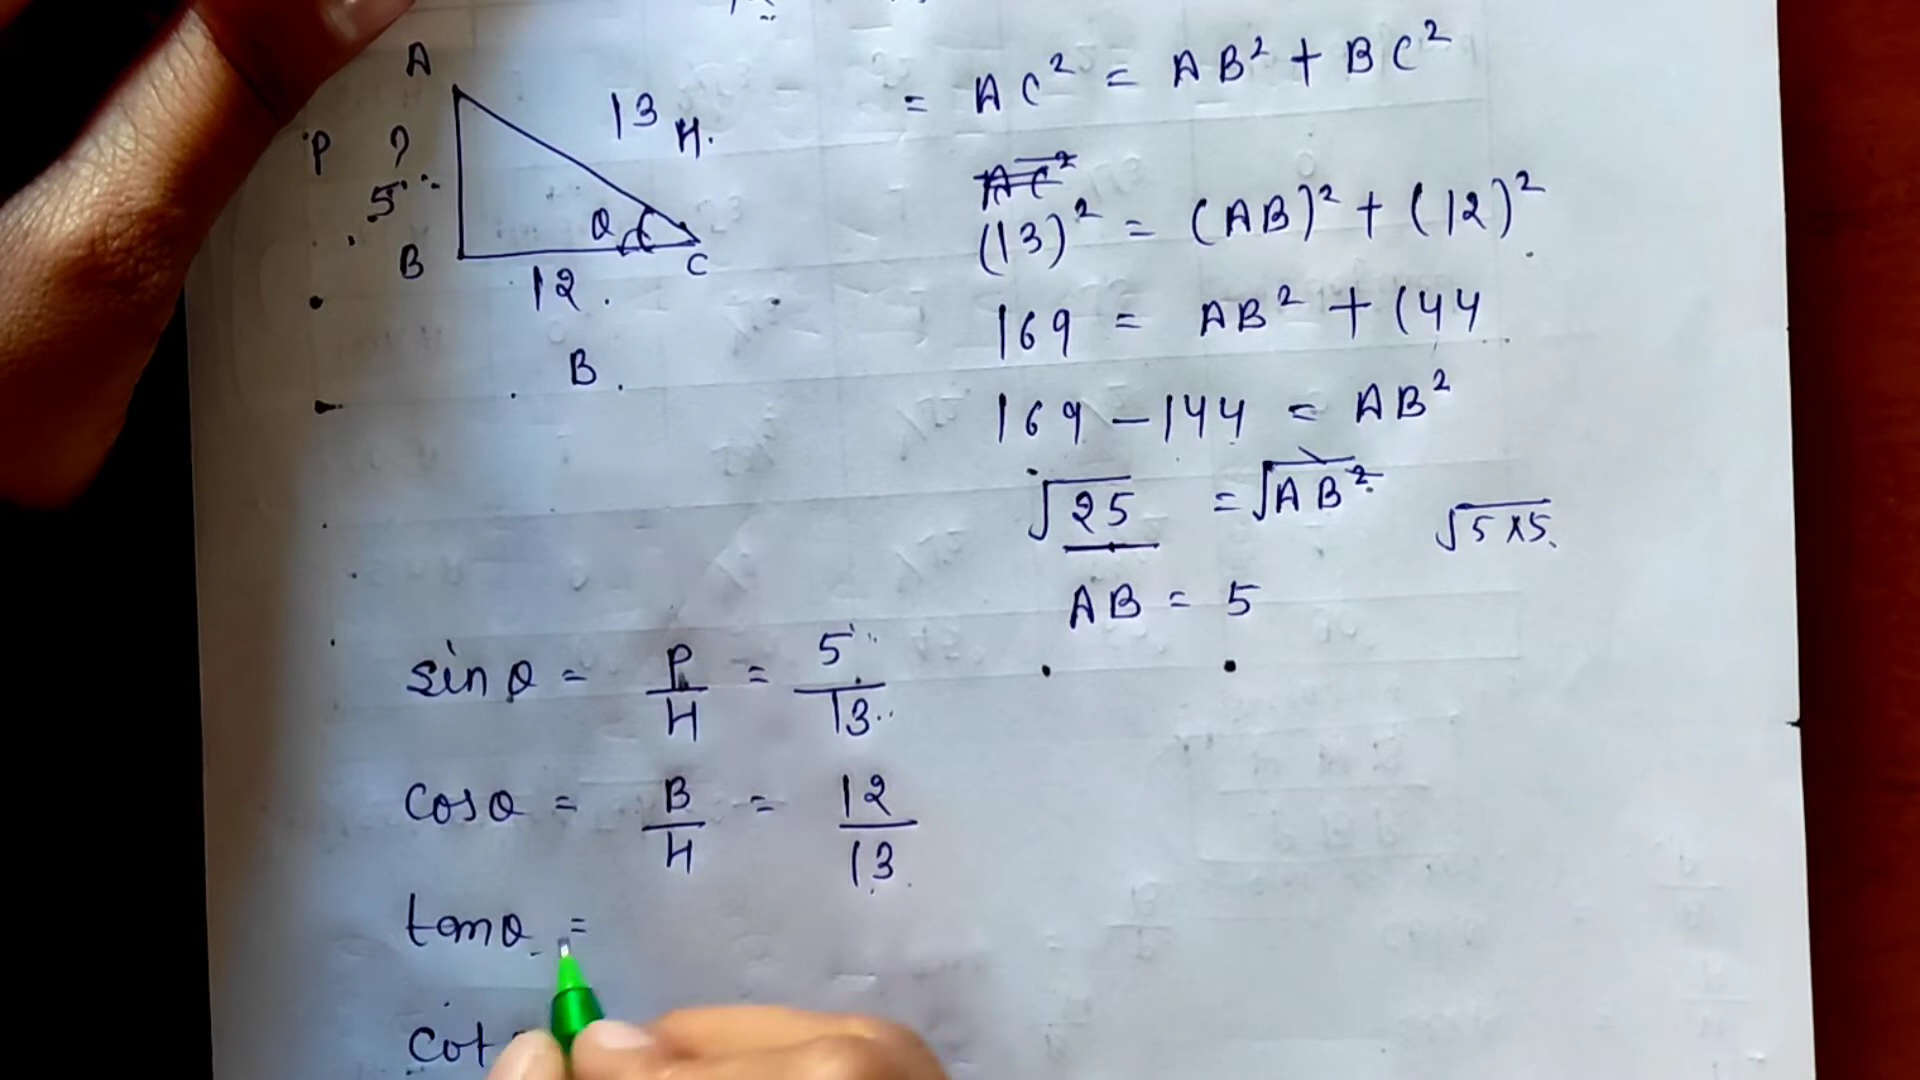 A
13 H.
P ?
5
B
θ
C
12
B
= AC² = AB² + BC²
(13)² = (AB)² + (12)²
169 = AB² + 144
169 - 144 = AB²
√25 = √AB² √5×5
AB = 5
sin θ = P/H = 5/13
cos θ = B/H = 12/13
tan θ =
cot